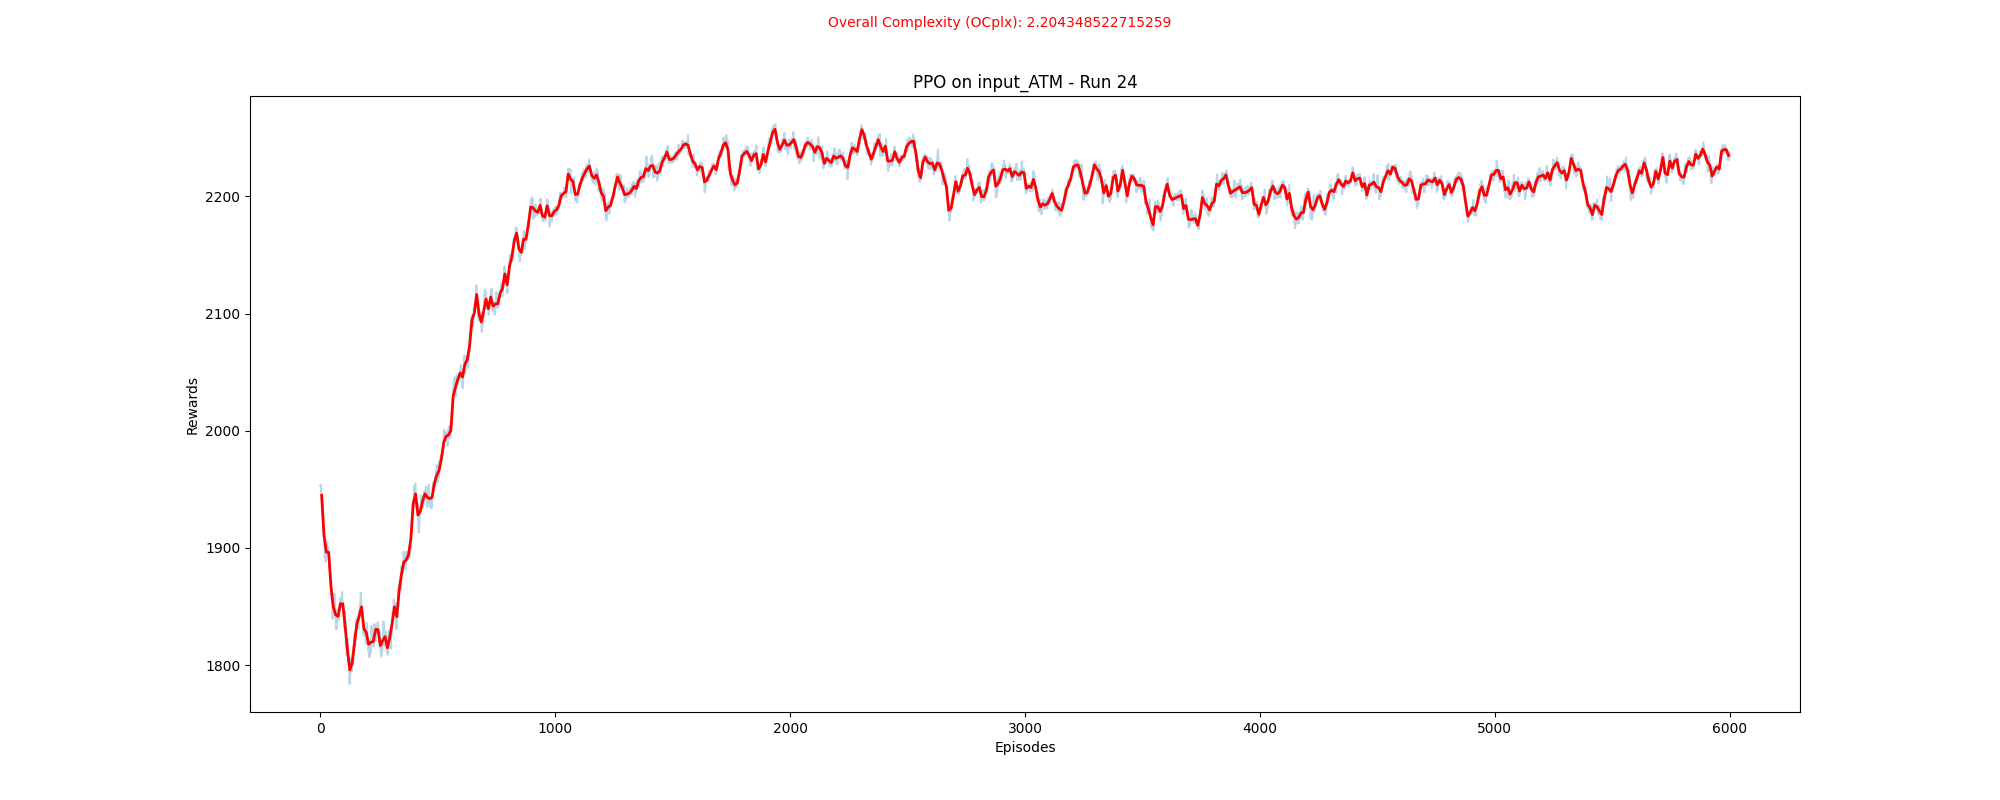 Overall Complexity (OCplx): 2.204348522715259
PPO on input_ATM - Run 24
2200
2100
2000
1900
1800
Rewards
0 1000 2000 3000 4000 5000 6000
Episodes